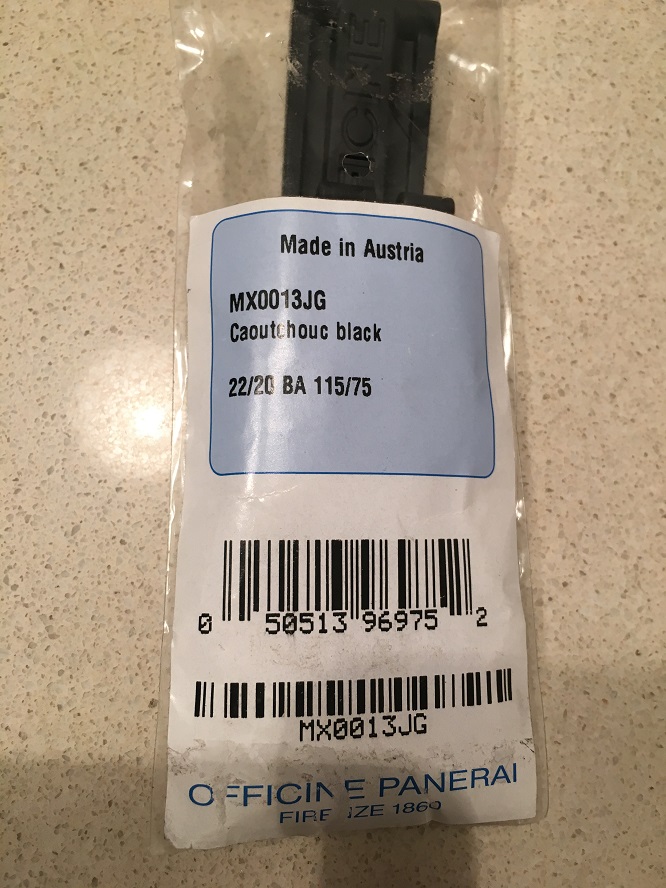 Made in Austria
MX0013JG
Caoutchouc black
22/20 BA 115/75
0 50513 96975 2
MX0013JG
OFFICINE PANERAI
FIRENZE 1860